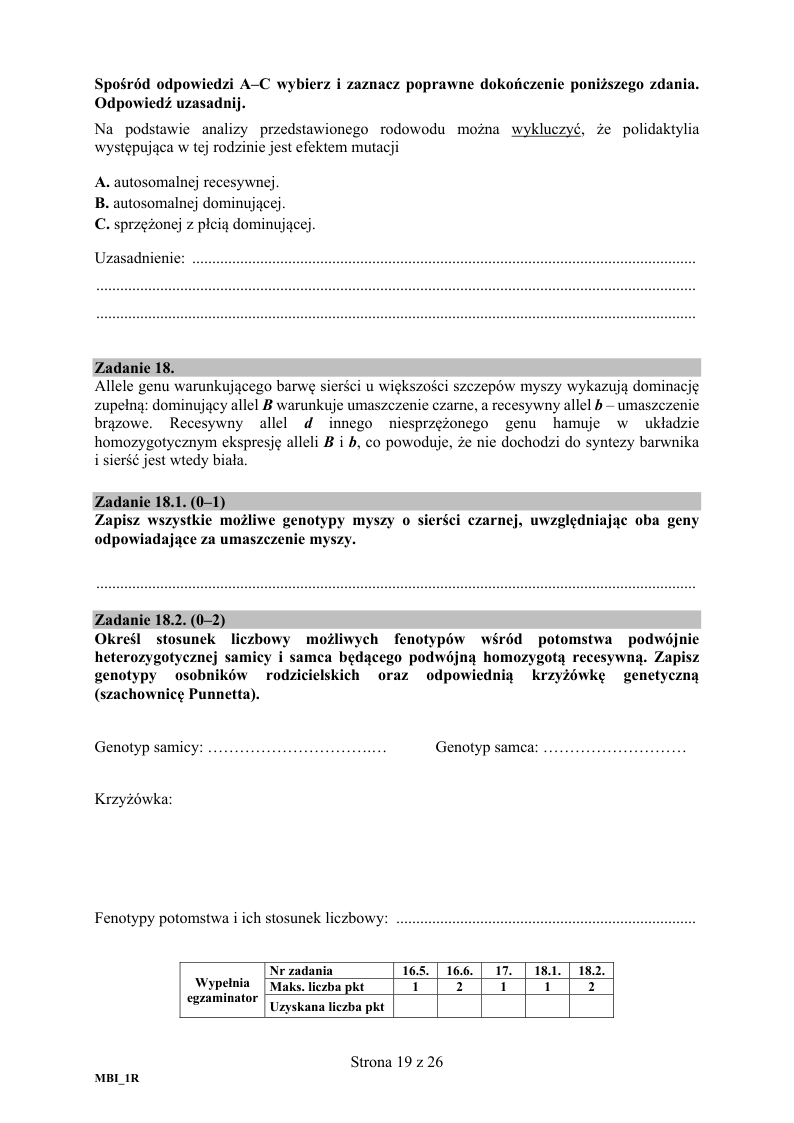 Spośród odpowiedzi A–C wybierz i zaznacz poprawne dokończenie poniższego zdania.
Odpowiedź uzasadnij.
Na podstawie analizy przedstawionego rodowodu można wykluczyć, że polidaktylia
występująca w tej rodzinie jest efektem mutacji
A. autosomalnej recesywnej.
B. autosomalnej dominującej.
C. sprzężonej z płcią dominującej.
Uzasadnienie: ..............................................................................................................................
......................................................................................................................................................
......................................................................................................................................................
Zadanie 18.
Allele genu warunkującego barwę sierści u większości szczepów myszy wykazują dominację
zupełną: dominujący allel B warunkuje umaszczenie czarne, a recesywny allel b – umaszczenie
brązowe. Recesywny allel d innego niesprzężonego genu hamuje w układzie
homozygotycznym ekspresję alleli B i b, co powoduje, że nie dochodzi do syntezy barwnika
i sierść jest wtedy biała.
Zadanie 18.1. (0–1)
Zapisz wszystkie możliwe genotypy myszy o sierści czarnej, uwzględniając oba geny
odpowiadające za umaszczenie myszy.
......................................................................................................................................................
Zadanie 18.2. (0–2)
Określ stosunek liczbowy możliwych fenotypów wśród potomstwa podwójnie
heterozygotycznej samicy i samca będącego podwójną homozygotą recesywną. Zapisz
genotypy osobników rodzicielskich oraz odpowiednią krzyżówkę genetyczną
(szachownicę Punnetta).
Genotyp samicy: ………………………….… Genotyp samca: ………………………
Krzyżówka:
Fenotypy potomstwa i ich stosunek liczbowy: ...........................................................................
Wypełnia egzaminator Nr zadania 16.5. 16.6. 17. 18.1. 18.2.
Maks. liczba pkt 1 2 1 1 2
Uzyskana liczba pkt
Strona 19 z 26
MBI_1R